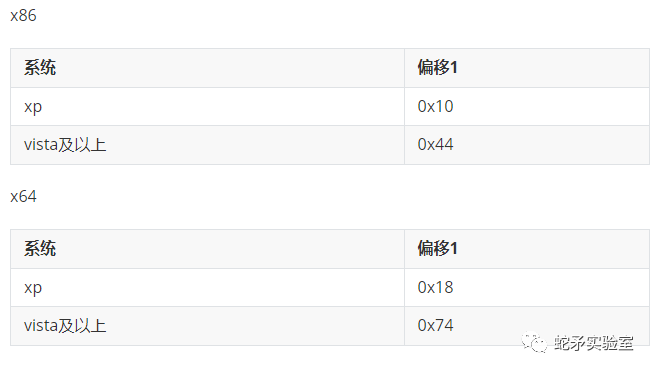 x86
系统 偏移1
xp 0x10
vista及以上 0x44
x64
系统 偏移1
xp 0x18
vista及以上 0x74
蛇矛实验室